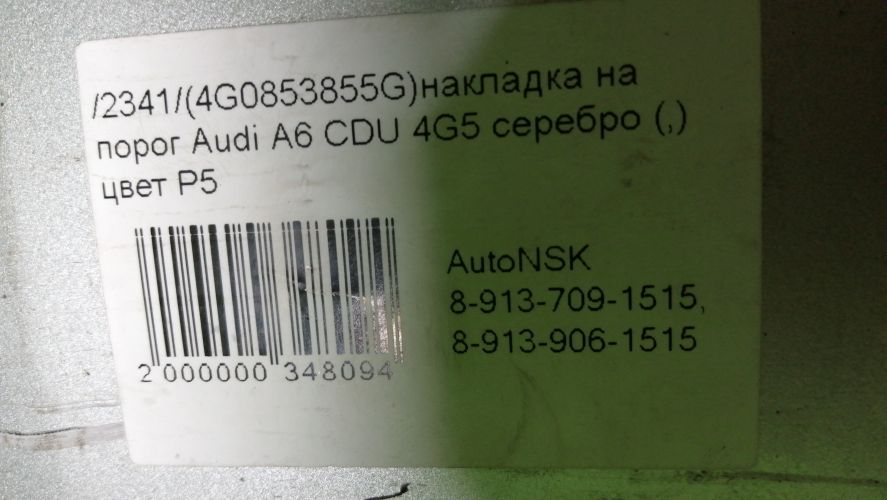 /2341/(4G0853855G)накладка на
порог Audi A6 CDU 4G5 серебро (,)
цвет P5
AutoNSK
8-913-709-1515,
8-913-906-1515
2 000000 348094